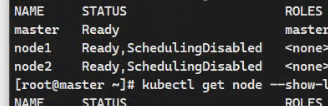 NAME STATUS ROLES
master Ready master
node1 Ready,SchedulingDisabled <none>
node2 Ready,SchedulingDisabled <none>
[root@master ~]# kubectl get node --show-l
NAME STATUS ROLES